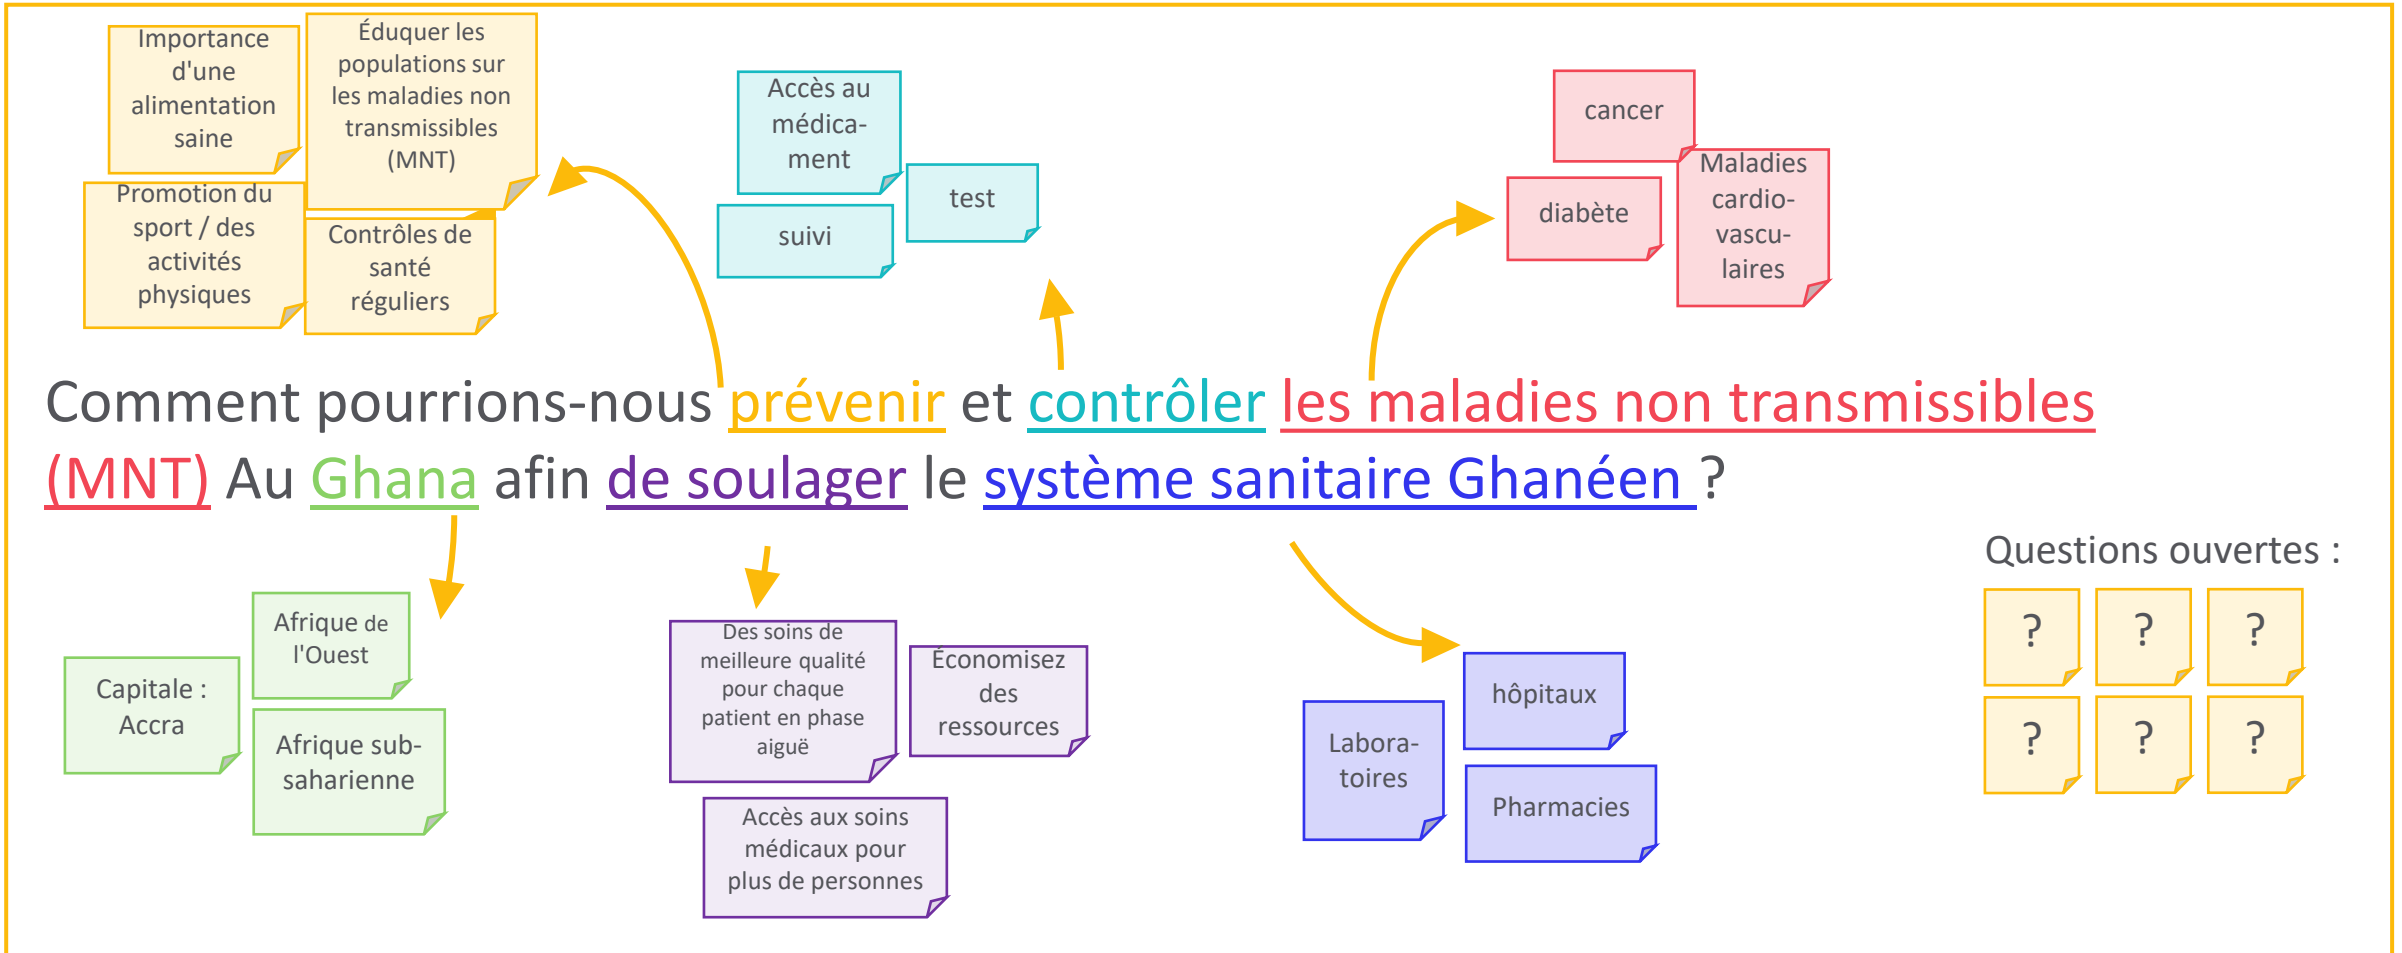 Importance
d'une
alimentation
saine
Éduquer les
populations sur
les maladies non
transmissibles
(MNT)
Promotion du
sport / des
activités
physiques
Contrôles de
santé
réguliers
Accès au
médica-
ment
test
suivi
cancer
Maladies
cardio-
vascu-
laires
diabète
Comment pourrions-nous prévenir et contrôler les maladies non transmissibles
(MNT) Au Ghana afin de soulager le système sanitaire Ghanéen ?
Questions ouvertes :
? ? ?
? ? ?
Afrique de
l'Ouest
Capitale :
Accra
Afrique sub-
saharienne
Des soins de
meilleure qualité
pour chaque
patient en phase
aiguë
Économisez
des
ressources
Accès aux soins
médicaux pour
plus de personnes
hôpitaux
Labora-
toires
Pharmacies